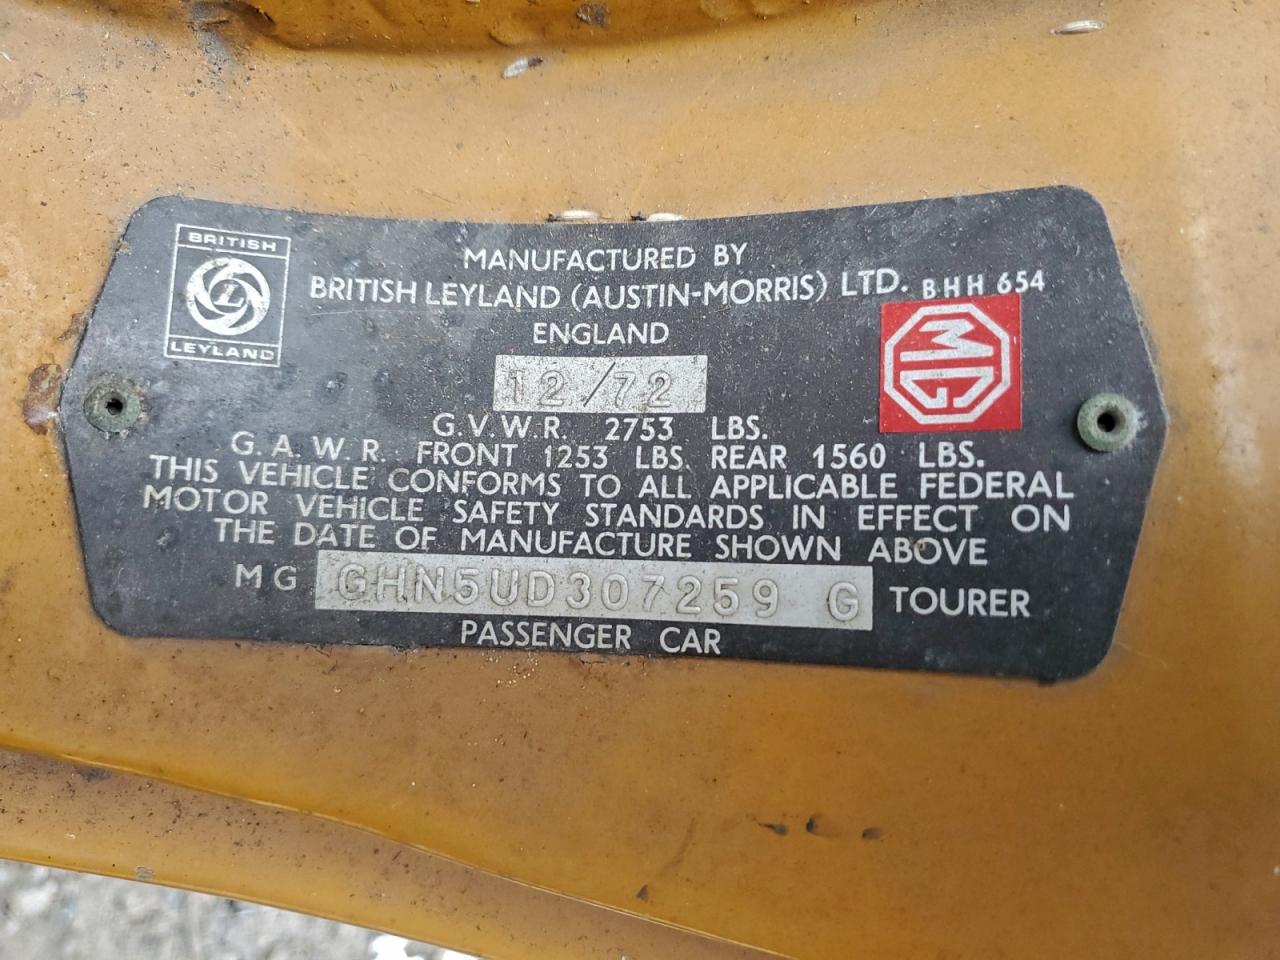 BRITISH
L
LEYLAND
MANUFACTURED BY
BRITISH LEYLAND (AUSTIN-MORRIS) LTD. BHH 654
ENGLAND
MG
12/72
G.V.W.R. 2753 LBS.
G.A.W.R. FRONT 1253 LBS. REAR 1560 LBS.
THIS VEHICLE CONFORMS TO ALL APPLICABLE FEDERAL
MOTOR VEHICLE SAFETY STANDARDS IN EFFECT ON
THE DATE OF MANUFACTURE SHOWN ABOVE
MG GHN5UD307259 G TOURER
PASSENGER CAR